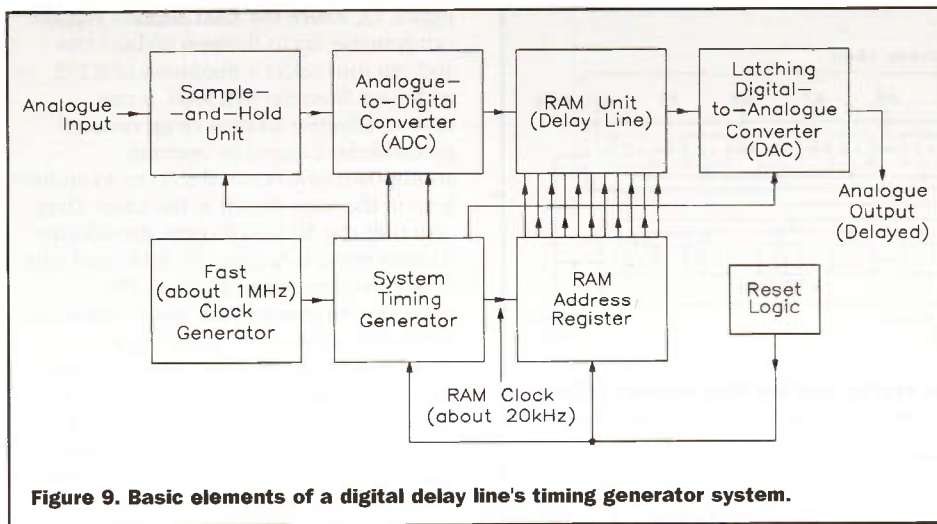 Analogue
Input
Sample—
—and—Hold
Unit
Analogue—
to—Digital
Converter
(ADC)
RAM Unit
(Delay Line)
Latching
Digital—
to—Analogue
Converter
(DAC)
Analogue
Output
(Delayed)
Fast
(about 1MHz)
Clock
Generator
System
Timing
Generator
RAM
Address
Register
Reset
Logic
RAM Clock
(about 20kHz)
Figure 9. Basic elements of a digital delay line's timing generator system.